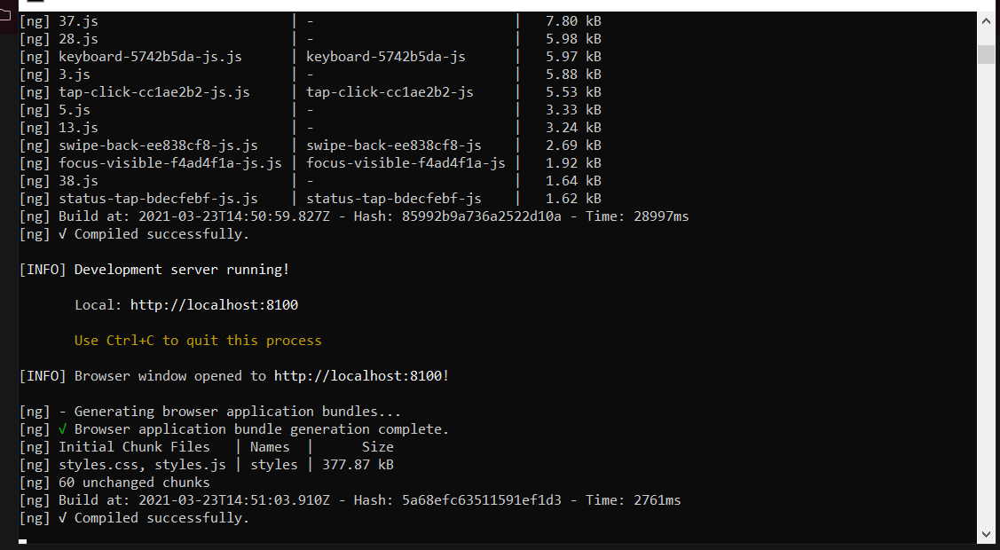 [ng] 37.js | - | 7.80 kB
[ng] 28.js | - | 5.98 kB
[ng] keyboard-5742b5da-js.js | keyboard-5742b5da-js | 5.97 kB
[ng] 3.js | - | 5.88 kB
[ng] tap-click-cc1ae2b2-js.js | tap-click-cc1ae2b2-js | 5.53 kB
[ng] 5.js | - | 3.33 kB
[ng] 13.js | - | 3.24 kB
[ng] swipe-back-ee838cf8-js.js | swipe-back-ee838cf8-js | 2.69 kB
[ng] focus-visible-f4ad4f1a-js.js | focus-visible-f4ad4f1a-js | 1.92 kB
[ng] 38.js | - | 1.64 kB
[ng] status-tap-bdecfebf-js.js | status-tap-bdecfebf-js | 1.62 kB
[ng] Build at: 2021-03-23T14:50:59.827Z - Hash: 85992b9a736a2522d10a - Time: 28997ms
[ng] √ Compiled successfully.
[INFO] Development server running!
Local: http://localhost:8100
Use Ctrl+C to quit this process
[INFO] Browser window opened to http://localhost:8100!
[ng] - Generating browser application bundles...
[ng] √ Browser application bundle generation complete.
[ng] Initial Chunk Files | Names | Size
[ng] styles.css, styles.js | styles | 377.87 kB
[ng] 60 unchanged chunks
[ng] Build at: 2021-03-23T14:51:03.910Z - Hash: 5a68efc63511591ef1d3 - Time: 2761ms
[ng] √ Compiled successfully.